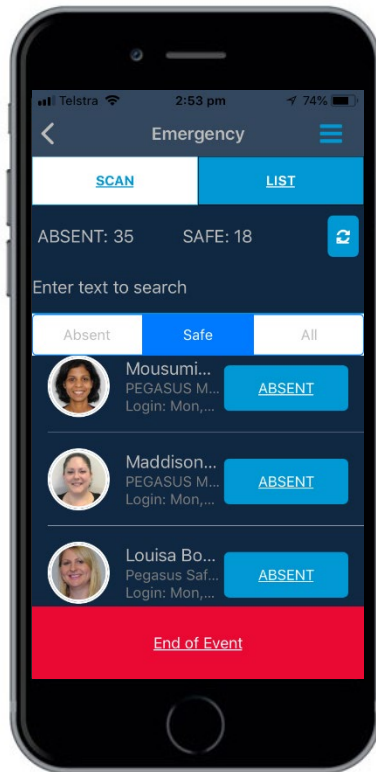 Telstra 2:53 pm 74%
Emergency
SCAN LIST
ABSENT: 35 SAFE: 18
Enter text to search
Absent Safe All
Mousumi...
PEGASUS M...
Login: Mon,...
ABSENT
Maddison...
PEGASUS M...
Login: Mon,...
ABSENT
Louisa Bo...
Pegasus Saf...
Login: Mon,...
ABSENT
End of Event